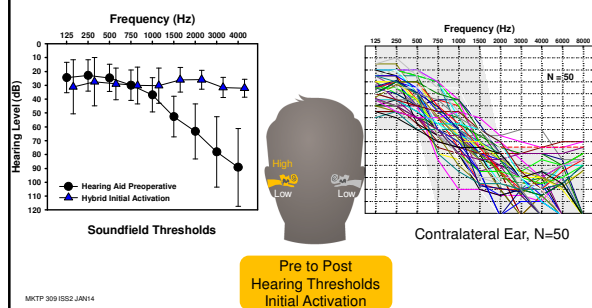 Frequency (Hz)
125 250 500 750 1000 1500 2000 3000 4000
0
10
20
30
40
50
60
70
80
90
100
110
120
Hearing Level (dB)
Hearing Aid Preoperative
Hybrid Initial Activation
Soundfield Thresholds
High
Low
Low
Frequency (Hz)
125 250 500 750 1000 1500 2000 3000 4000 6000 8000
N = 50
Contralateral Ear, N=50
Pre to Post
Hearing Thresholds
Initial Activation
MKTP 309 ISS2 JAN14